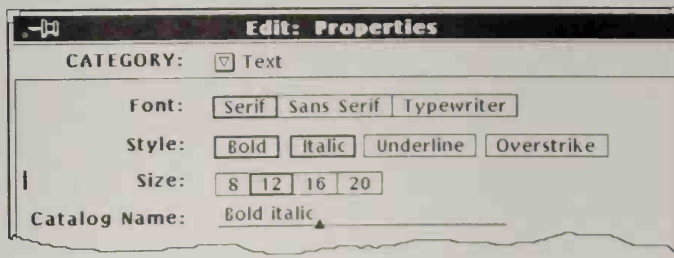 Edit: Properties
CATEGORY: Text
Font: Serif Sans Serif Typewriter
Style: Bold Italic Underline Overstrike
Size: 8 12 16 20
Catalog Name: Bold italic